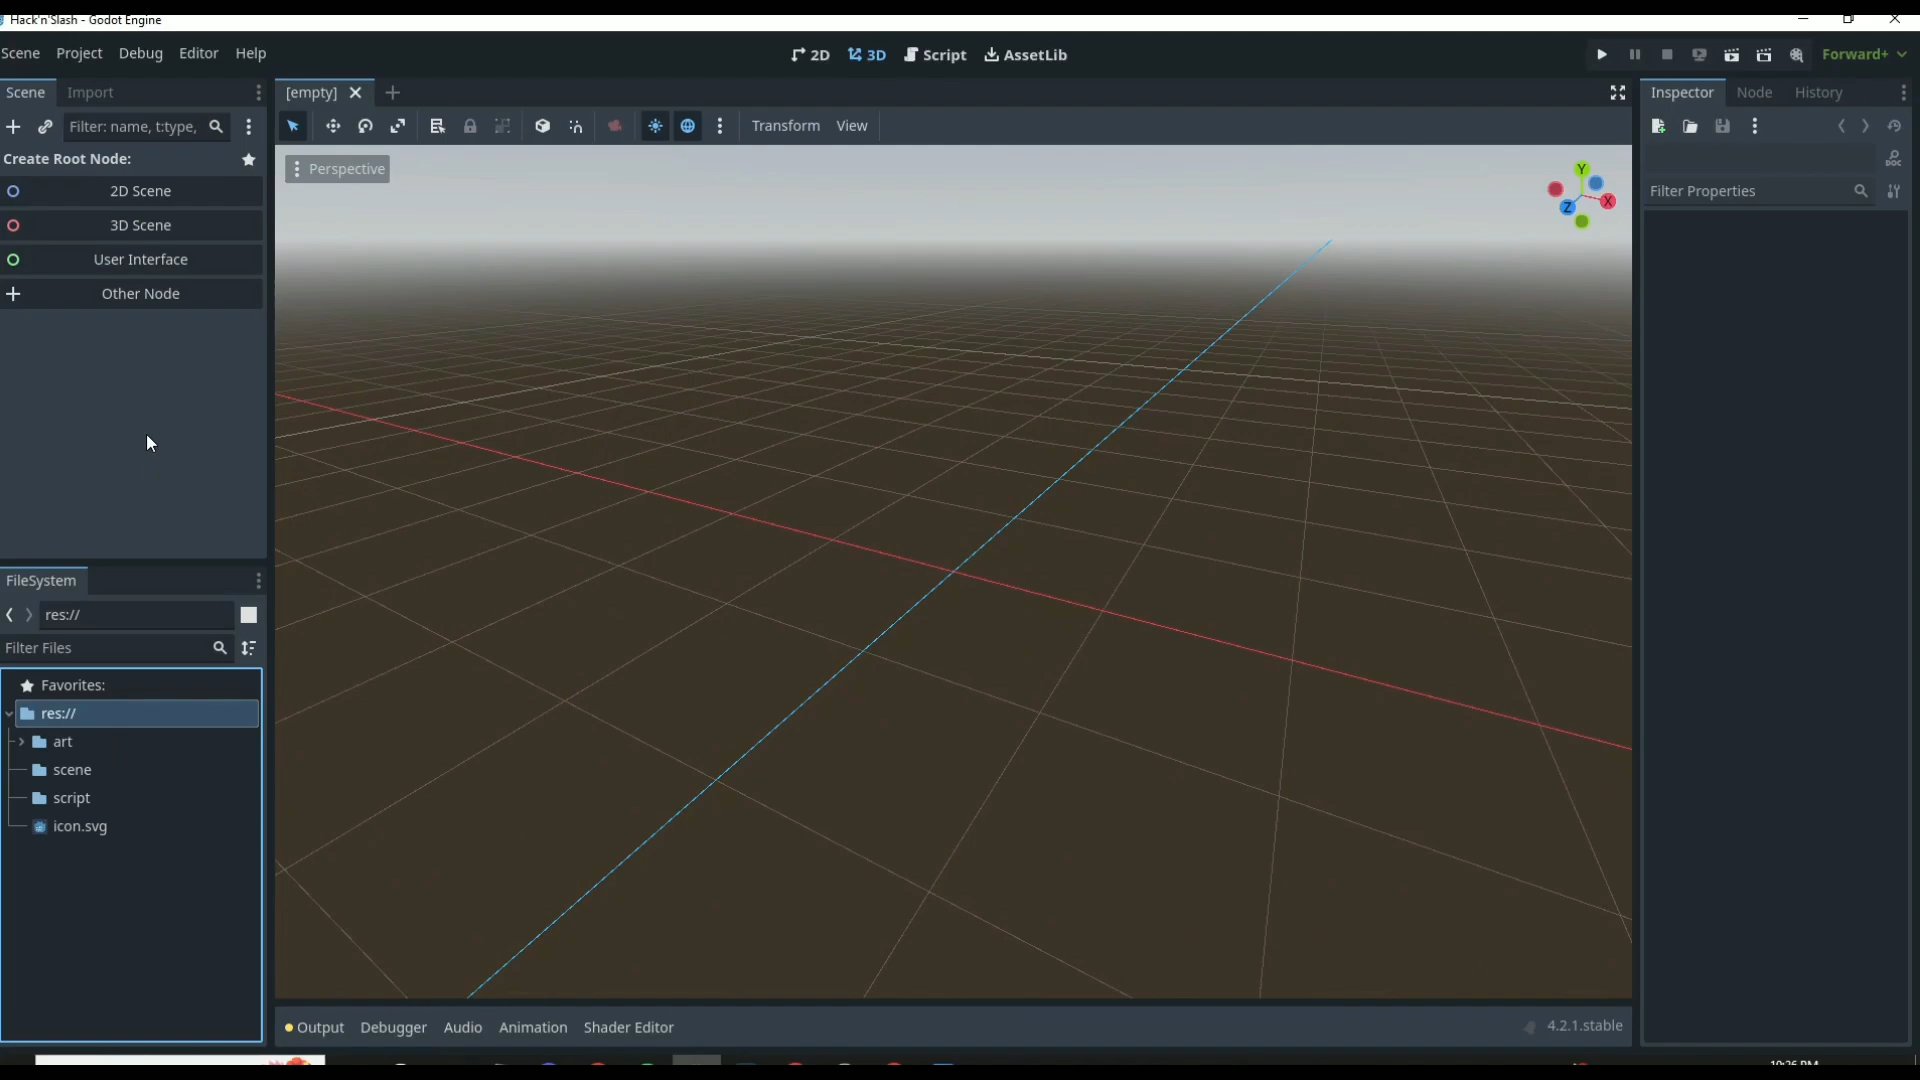 Hack'n'Slash - Godot Engine
Scene Project Debug Editor Help
2D 3D Script AssetLib
Forward+
Scene Import
[empty]
Inspector Node History
Filter: name, t:type,
Transform View
Create Root Node:
Perspective
2D Scene
3D Scene
User Interface
Other Node
Y
X
Z
DOC
Filter Properties
FileSystem
res://
Filter Files
Favorites:
res://
art
scene
script
icon.svg
Output Debugger Audio Animation Shader Editor
4.2.1.stable